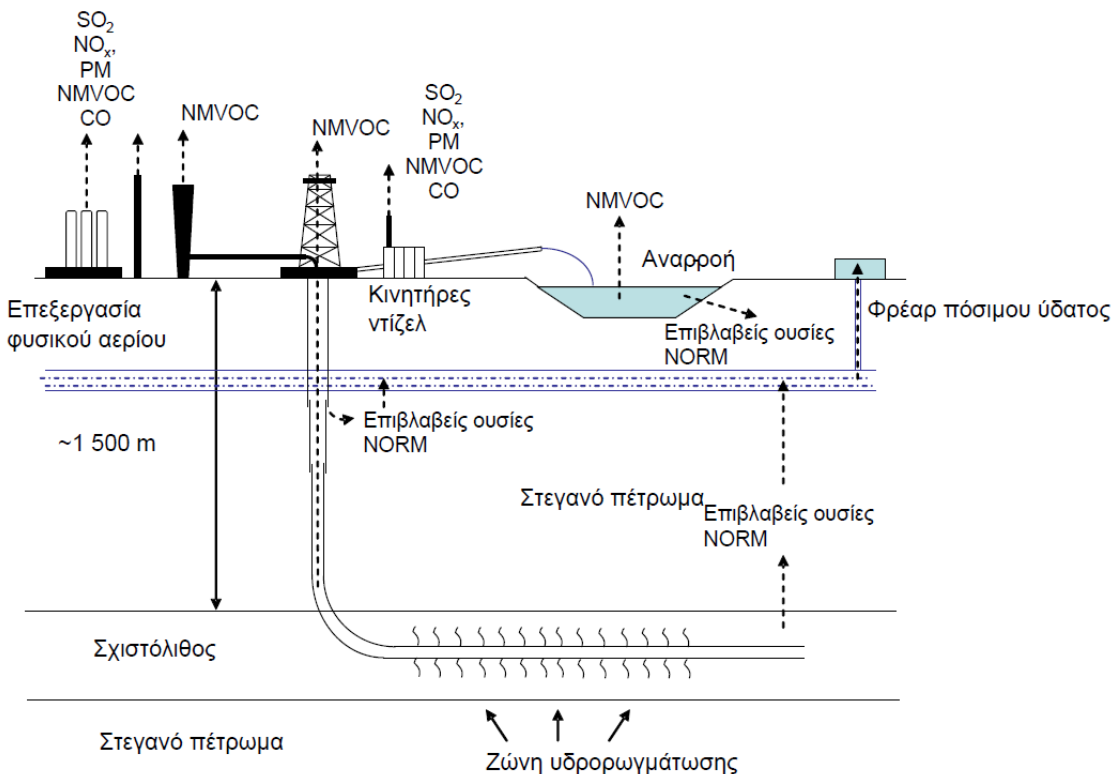 SO2
NOx,
PM
NMVOC
CO
NMVOC
NMVOC
SO2
NOx,
PM
NMVOC
CO
NMVOC
Αναρροή
Επεξεργασία
φυσικού αερίου
Κινητήρες
ντίζελ
Επιβλαβείς ουσίες
NORM
Φρέαρ πόσιμου ύδατος
~1 500 m
Επιβλαβείς ουσίες
NORM
Στεγανό πέτρωμα
Επιβλαβείς ουσίες
NORM
Σχιστόλιθος
Στεγανό πέτρωμα
Ζώνη υδρορωγμάτωσης